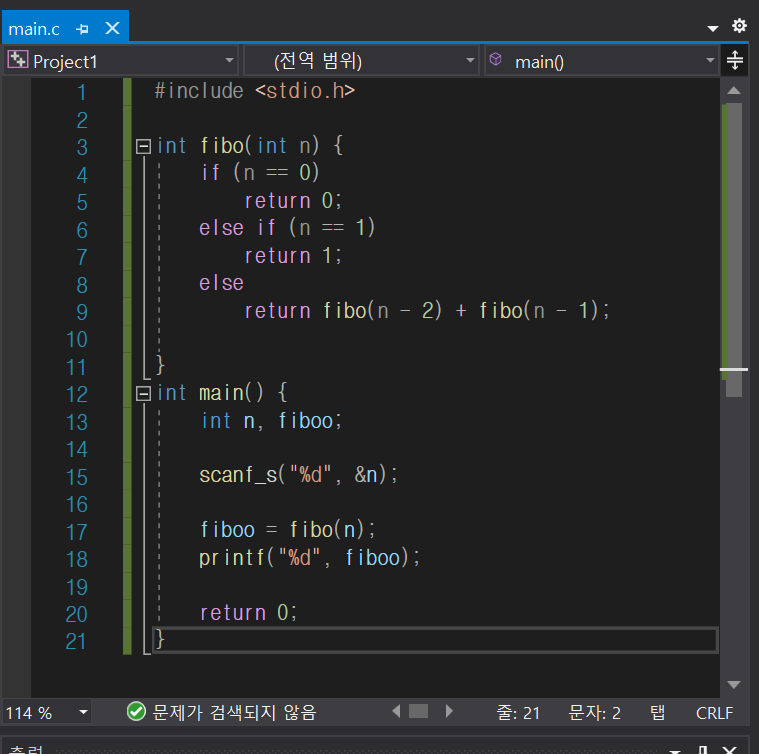 main.c
Project1 (전역 범위) main()
1 #include <stdio.h>
2
3 int fibo(int n) {
4 if (n == 0)
5 return 0;
6 else if (n == 1)
7 return 1;
8 else
9 return fibo(n - 2) + fibo(n - 1);
10
11 }
12 int main() {
13 int n, fiboo;
14
15 scanf_s("%d", &n);
16
17 fiboo = fibo(n);
18 printf("%d", fiboo);
19
20 return 0;
21 }
114 % 문제가 검색되지 않음 줄: 21 문자: 2 탭 CRLF
출력